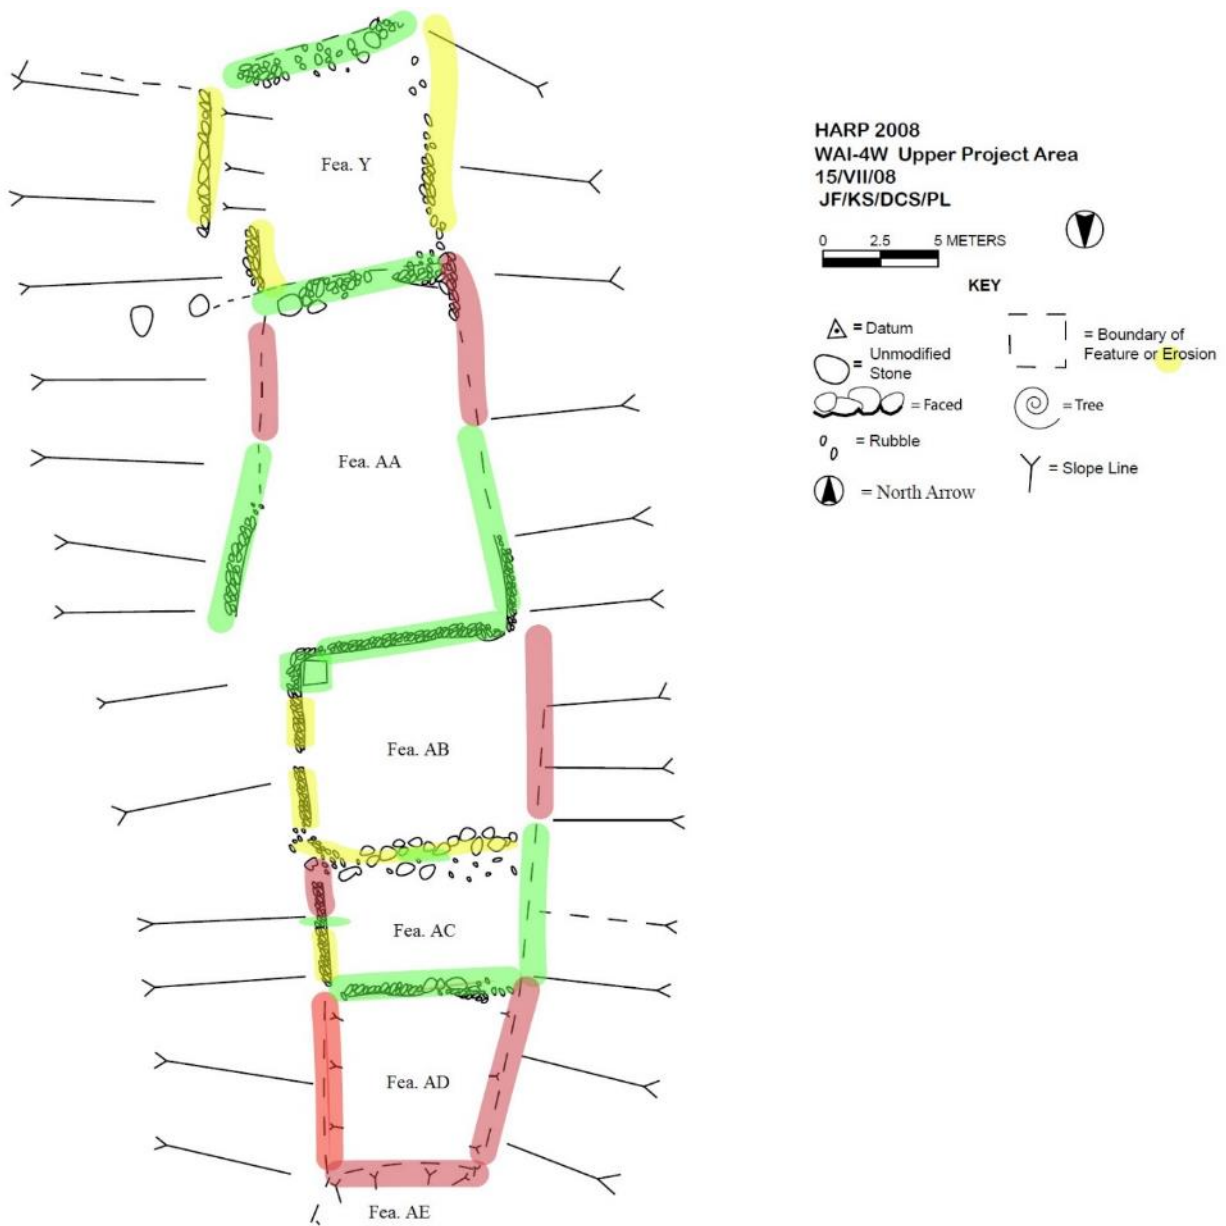 HARP 2008
WAI-4W Upper Project Area
15/VII/08
JF/KS/DCS/PL
0 2.5 5 METERS
KEY
= Datum
= Unmodified
Stone
= Faced
= Rubble
= North Arrow
= Boundary of
Feature or Erosion
= Tree
= Slope Line
Fea. Y
Fea. AA
Fea. AB
Fea. AC
Fea. AD
Fea. AE